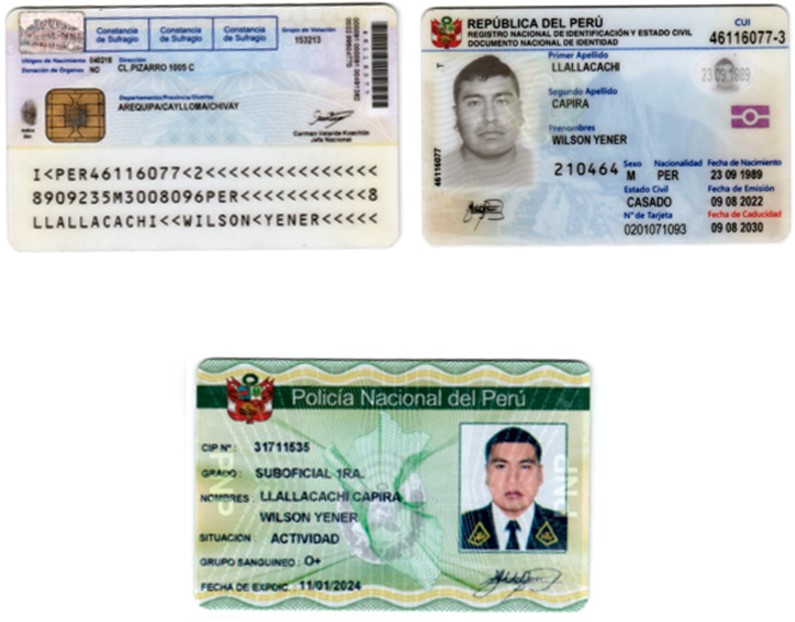 Constancia de Sufragio
Constancia de Sufragio
Constancia de Sufragio
Grupo de Votación
153213
Ubigeo de Nacimiento 040218
Donación de Órganos NO
Dirección
CL.PIZARRO 1005 C
Departamento/Provincia/Distrito
AREQUIPA/CAYLLOMA/CHIVAY
Jefa Nacional
I<PER46116077<2<<<<<<<<<<<<<<<
8909235M3008096PER<<<<<<<<<<<8
LLALLACACHI<<WILSON<YENER<<<<<
REPÚBLICA DEL PERÚ
REGISTRO NACIONAL DE IDENTIFICACIÓN Y ESTADO CIVIL
DOCUMENTO NACIONAL DE IDENTIDAD
CUI
46116077-3
T
46116077
Primer Apellido
LLALLACACHI
23 09 1989
Segundo Apellido
CAPIRA
Prenombres
WILSON YENER
210464
Sexo
M
Nacionalidad
PER
Fecha de Nacimiento
23 09 1989
Estado Civil
CASADO
Fecha de Emisión
09 08 2022
N° de Tarjeta
0201071093
Fecha de Caducidad
09 08 2030
Policía Nacional del Perú
CIP N° : 31711535
GRADO : SUBOFICIAL 1RA.
NOMBRES : LLALLACACHI CAPIRA
WILSON YENER
SITUACIÓN : ACTIVIDAD
GRUPO SANGUINEO : O+
FECHA DE EXPDIC. : 11/01/2024
PNP
PNP